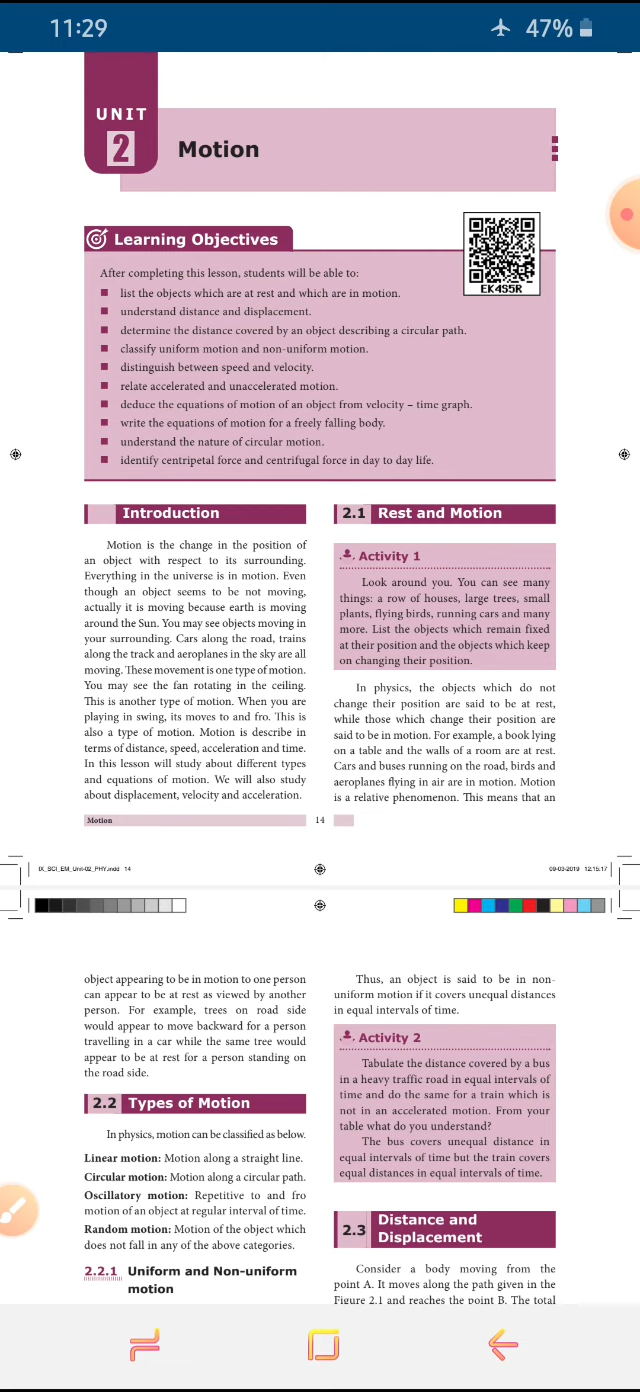 11:29
47%
UNIT
2
Motion
Learning Objectives
EK4S5R
After completing this lesson, students will be able to:
■ list the objects which are at rest and which are in motion.
■ understand distance and displacement.
■ determine the distance covered by an object describing a circular path.
■ classify uniform motion and non-uniform motion.
■ distinguish between speed and velocity.
■ relate accelerated and unaccelerated motion.
■ deduce the equations of motion of an object from velocity – time graph.
■ write the equations of motion for a freely falling body.
■ understand the nature of circular motion.
■ identify centripetal force and centrifugal force in day to day life.
Introduction
Motion is the change in the position of
an object with respect to its surrounding.
Everything in the universe is in motion. Even
though an object seems to be not moving,
actually it is moving because earth is moving
around the Sun. You may see objects moving in
your surrounding. Cars along the road, trains
along the track and aeroplanes in the sky are all
moving. These movement is one type of motion.
You may see the fan rotating in the ceiling.
This is another type of motion. When you are
playing in swing, its moves to and fro. This is
also a type of motion. Motion is describe in
terms of distance, speed, acceleration and time.
In this lesson will study about different types
and equations of motion. We will also study
about displacement, velocity and acceleration.
2.1 Rest and Motion
Activity 1
Look around you. You can see many
things: a row of houses, large trees, small
plants, flying birds, running cars and many
more. List the objects which remain fixed
at their position and the objects which keep
on changing their position.
In physics, the objects which do not
change their position are said to be at rest,
while those which change their position are
said to be in motion. For example, a book lying
on a table and the walls of a room are at rest.
Cars and buses running on the road, birds and
aeroplanes flying in air are in motion. Motion
is a relative phenomenon. This means that an
Motion
14
IX_SCI_EM_Unit-02_PHY.indd 14
09-03-2019 12:15:17
object appearing to be in motion to one person
can appear to be at rest as viewed by another
person. For example, trees on road side
would appear to move backward for a person
travelling in a car while the same tree would
appear to be at rest for a person standing on
the road side.
2.2 Types of Motion
In physics, motion can be classified as below.
Linear motion: Motion along a straight line.
Circular motion: Motion along a circular path.
Oscillatory motion: Repetitive to and fro
motion of an object at regular interval of time.
Random motion: Motion of the object which
does not fall in any of the above categories.
2.2.1 Uniform and Non-uniform
motion
Thus, an object is said to be in non-
uniform motion if it covers unequal distances
in equal intervals of time.
Activity 2
Tabulate the distance covered by a bus
in a heavy traffic road in equal intervals of
time and do the same for a train which is
not in an accelerated motion. From your
table what do you understand?
The bus covers unequal distance in
equal intervals of time but the train covers
equal distances in equal intervals of time.
2.3 Distance and
Displacement
Consider a body moving from the
point A. It moves along the path given in the
Figure 2.1 and reaches the point B. The total